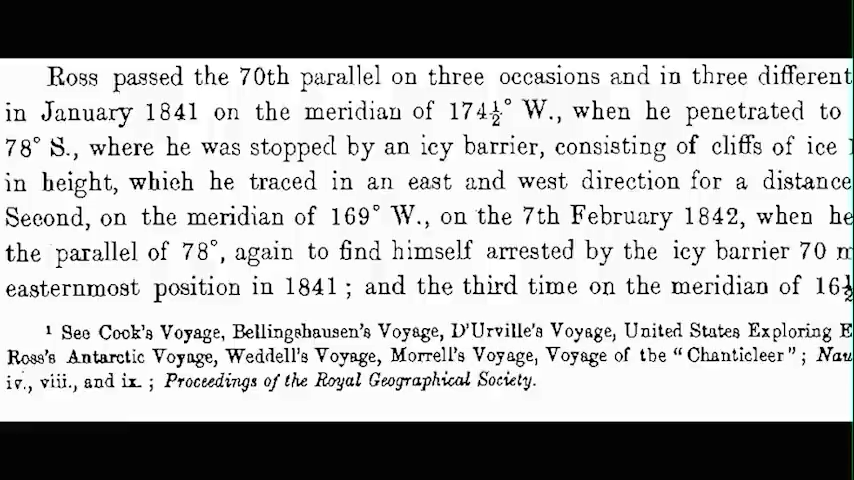 Ross passed the 70th parallel on three occasions and in three different
in January 1841 on the meridian of 174½° W., when he penetrated to
78° S., where he was stopped by an icy barrier, consisting of cliffs of ice
in height, which he traced in an east and west direction for a distance
Second, on the meridian of 169° W., on the 7th February 1842, when he
the parallel of 78°, again to find himself arrested by the icy barrier 70
easternmost position in 1841 ; and the third time on the meridian of 16½
¹ See Cook's Voyage, Bellingshausen's Voyage, D'Urville's Voyage, United States Exploring E
Ross's Antarctic Voyage, Weddell's Voyage, Morrell's Voyage, Voyage of the "Chanticleer" ; Nau
iv., viii., and ix. ; Proceedings of the Royal Geographical Society.